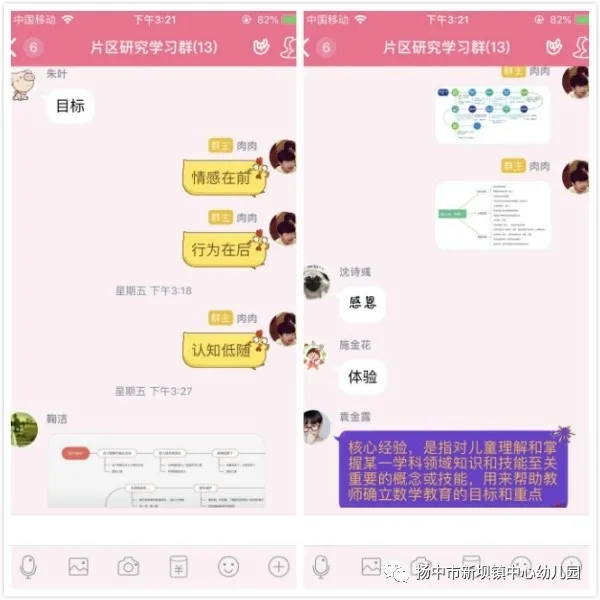 中国移动 下午3:21 82%
6 片区研究学习群(13)
朱叶
目标
群主 肉肉
情感在前
群主 肉肉
行为在后
星期五 下午3:18
群主 肉肉
认知低随
星期五 下午3:27
鞠洁
中国移动 下午3:21 82%
6 片区研究学习群(13)
群主 肉肉
群主 肉肉
沈诗彧
感恩
施金花
体验
袁金露
核心经验，是指对儿童理解和掌
握某一学科领域知识和技能至关
重要的概念或技能，用来帮助教
师确立数学教育的目标和重点
扬中市新坝镇中心幼儿园